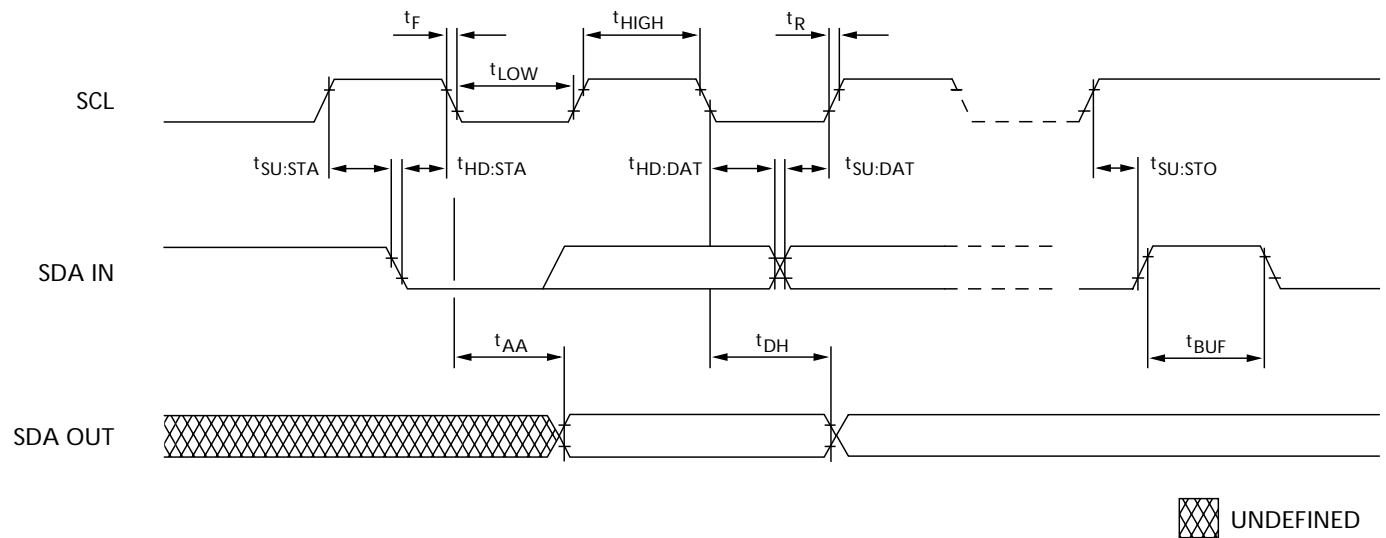 tF
tHIGH
tR
tLOW
SCL
tSU:STA
tHD:STA
tHD:DAT
tSU:DAT
tSU:STO
SDA IN
tAA
tDH
tBUF
SDA OUT
UNDEFINED